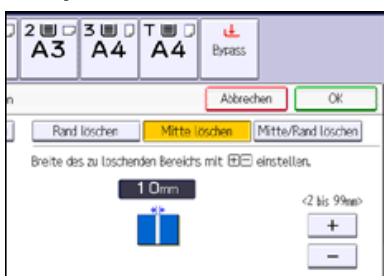 2 3 T
A3 A4 A4 Bypass
n Abbrechen OK
Rand löschen Mitte löschen Mitte/Rand löschen
Breite des zu löschenden Bereichs mit ⊞⊟ einstellen.
10mm
<2 bis 99mm>
+
−